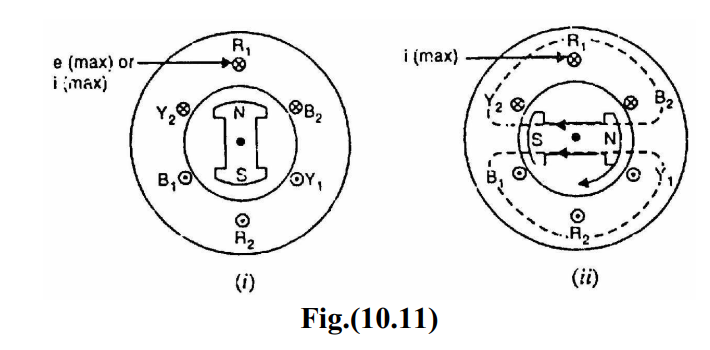 R₁
e (max) or
i (max)
Y₂ ⊗ N ⊗ B₂
B₁ ⊙ S ⊙ Y₁
R₂
(i)
i (max)
R₁
Y₂ B₂
S N
B₁ Y₁
R₂
(ii)
Fig.(10.11)